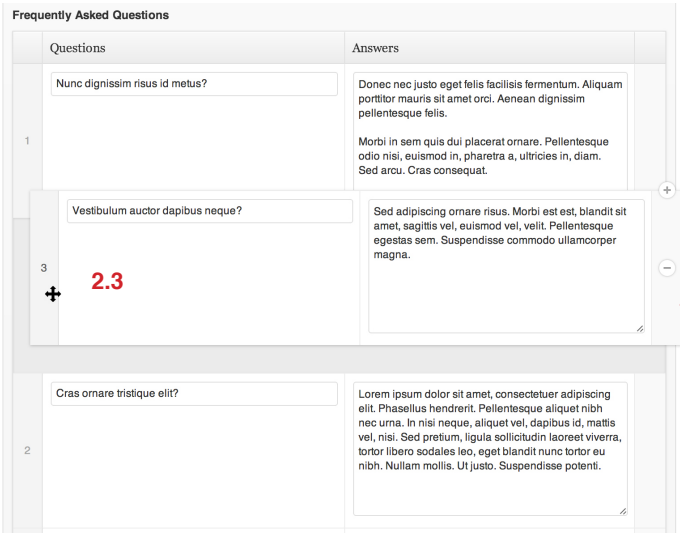 Frequently Asked Questions
Questions Answers
1
Nunc dignissim risus id metus?
Donec nec justo eget felis facilisis fermentum. Aliquam
porttitor mauris sit amet orci. Aenean dignissim
pellentesque felis.
Morbi in sem quis dui placerat ornare. Pellentesque
odio nisi, euismod in, pharetra a, ultricies in, diam.
Sed arcu. Cras consequat.
3
Vestibulum auctor dapibus neque?
2.3
Sed adipiscing ornare risus. Morbi est est, blandit sit
amet, sagittis vel, euismod vel, velit. Pellentesque
egestas sem. Suspendisse commodo ullamcorper
magna.
2
Cras ornare tristique elit?
Lorem ipsum dolor sit amet, consectetuer adipiscing
elit. Phasellus hendrerit. Pellentesque aliquet nibh
nec urna. In nisi neque, aliquet vel, dapibus id, mattis
vel, nisi. Sed pretium, ligula sollicitudin laoreet viverra,
tortor libero sodales leo, eget blandit nunc tortor eu
nibh. Nullam mollis. Ut justo. Suspendisse potenti.